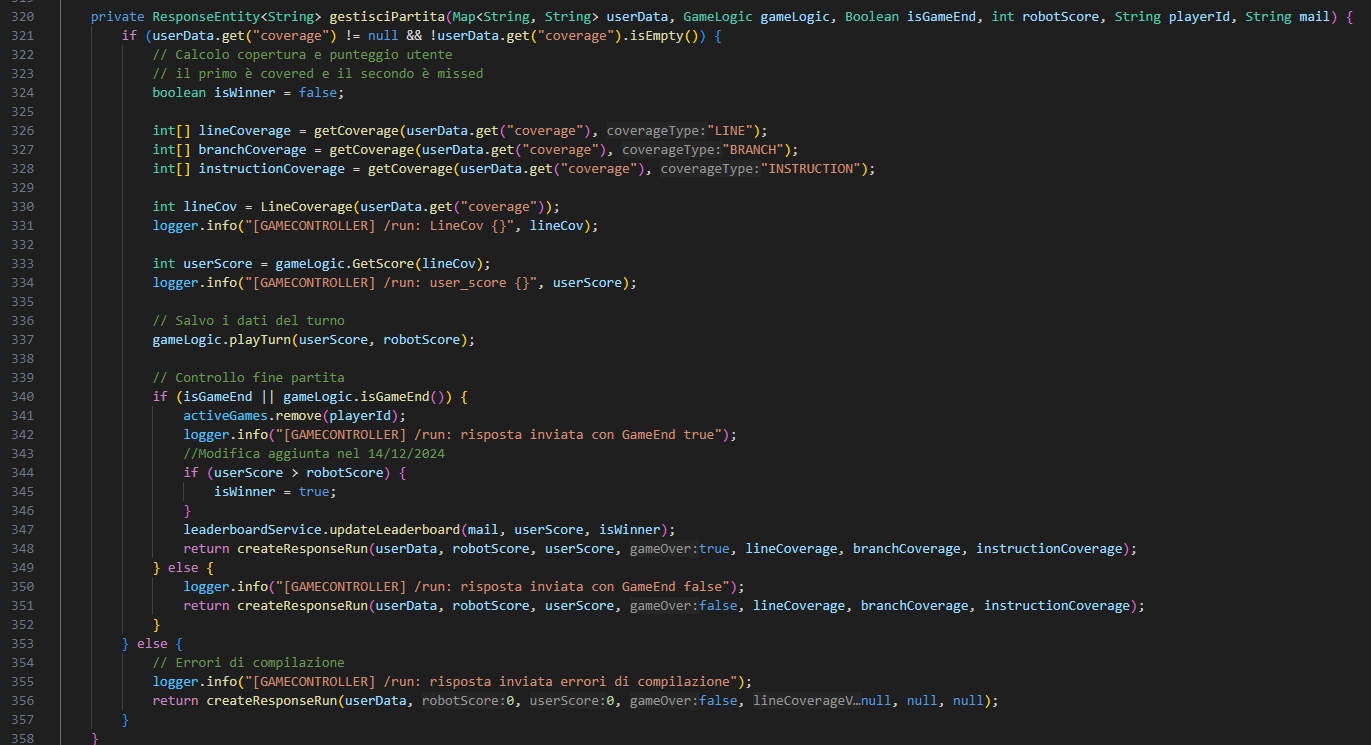 320 private ResponseEntity<String> gestisciPartita(Map<String, String> userData, GameLogic gameLogic, Boolean isGameEnd, int robotScore, String playerId, String mail) {
321 if (userData.get("coverage") != null && !userData.get("coverage").isEmpty()) {
322 // Calcolo copertura e punteggio utente
323 // il primo è covered e il secondo è missed
324 boolean isWinner = false;
325
326 int[] lineCoverage = getCoverage(userData.get("coverage"), coverageType:"LINE");
327 int[] branchCoverage = getCoverage(userData.get("coverage"), coverageType:"BRANCH");
328 int[] instructionCoverage = getCoverage(userData.get("coverage"), coverageType:"INSTRUCTION");
329
330 int lineCov = LineCoverage(userData.get("coverage"));
331 logger.info("[GAMECONTROLLER] /run: LineCov {}", lineCov);
332
333 int userScore = gameLogic.GetScore(lineCov);
334 logger.info("[GAMECONTROLLER] /run: user_score {}", userScore);
335
336 // Salvo i dati del turno
337 gameLogic.playTurn(userScore, robotScore);
338
339 // Controllo fine partita
340 if (isGameEnd || gameLogic.isGameEnd()) {
341 activeGames.remove(playerId);
342 logger.info("[GAMECONTROLLER] /run: risposta inviata con GameEnd true");
343 //Modifica aggiunta nel 14/12/2024
344 if (userScore > robotScore) {
345 isWinner = true;
346 }
347 leaderboardService.updateLeaderboard(mail, userScore, isWinner);
348 return createResponseRun(userData, robotScore, userScore, gameOver:true, lineCoverage, branchCoverage, instructionCoverage);
349 } else {
350 logger.info("[GAMECONTROLLER] /run: risposta inviata con GameEnd false");
351 return createResponseRun(userData, robotScore, userScore, gameOver:false, lineCoverage, branchCoverage, instructionCoverage);
352 }
353 } else {
354 // Errori di compilazione
355 logger.info("[GAMECONTROLLER] /run: risposta inviata errori di compilazione");
356 return createResponseRun(userData, robotScore:0, userScore:0, gameOver:false, lineCoverageV…null, null, null);
357 }
358 }